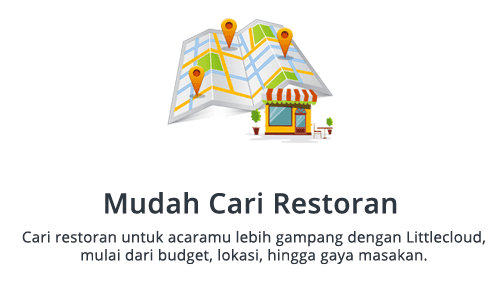 Mudah Cari Restoran
Cari restoran untuk acaramu lebih gampang dengan Littlecloud,
mulai dari budget, lokasi, hingga gaya masakan.